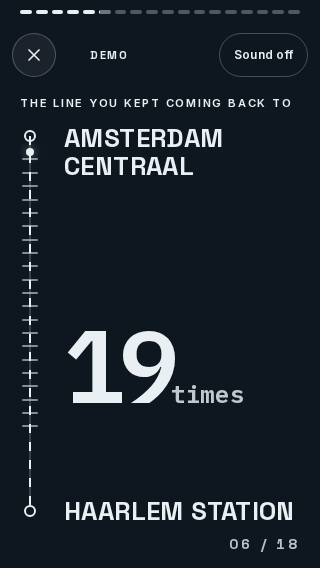 DEMO
Sound off
THE LINE YOU KEPT COMING BACK TO
AMSTERDAM
CENTRAAL
19 times
HAARLEM STATION
06 / 18